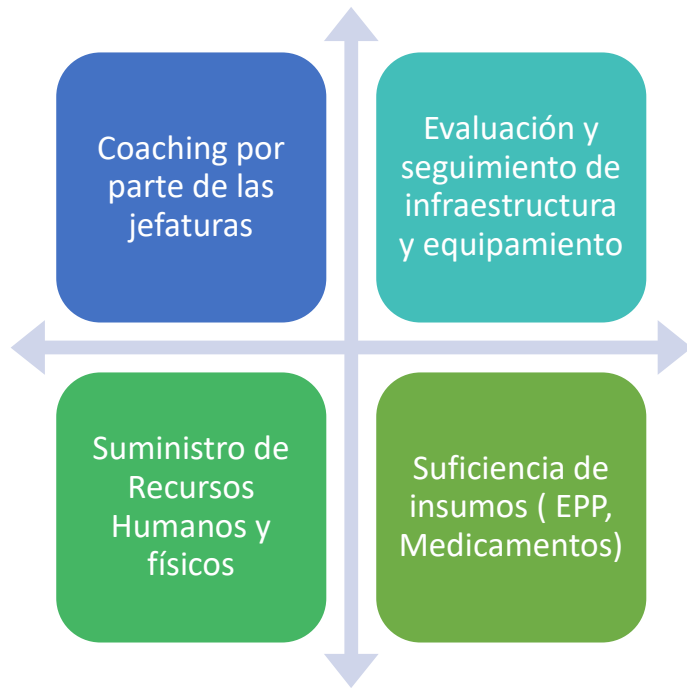 Coaching por
parte de las
jefaturas
Evaluación y
seguimiento de
infraestructura
y equipamiento
Suministro de
Recursos
Humanos y
físicos
Suficiencia de
insumos ( EPP,
Medicamentos)